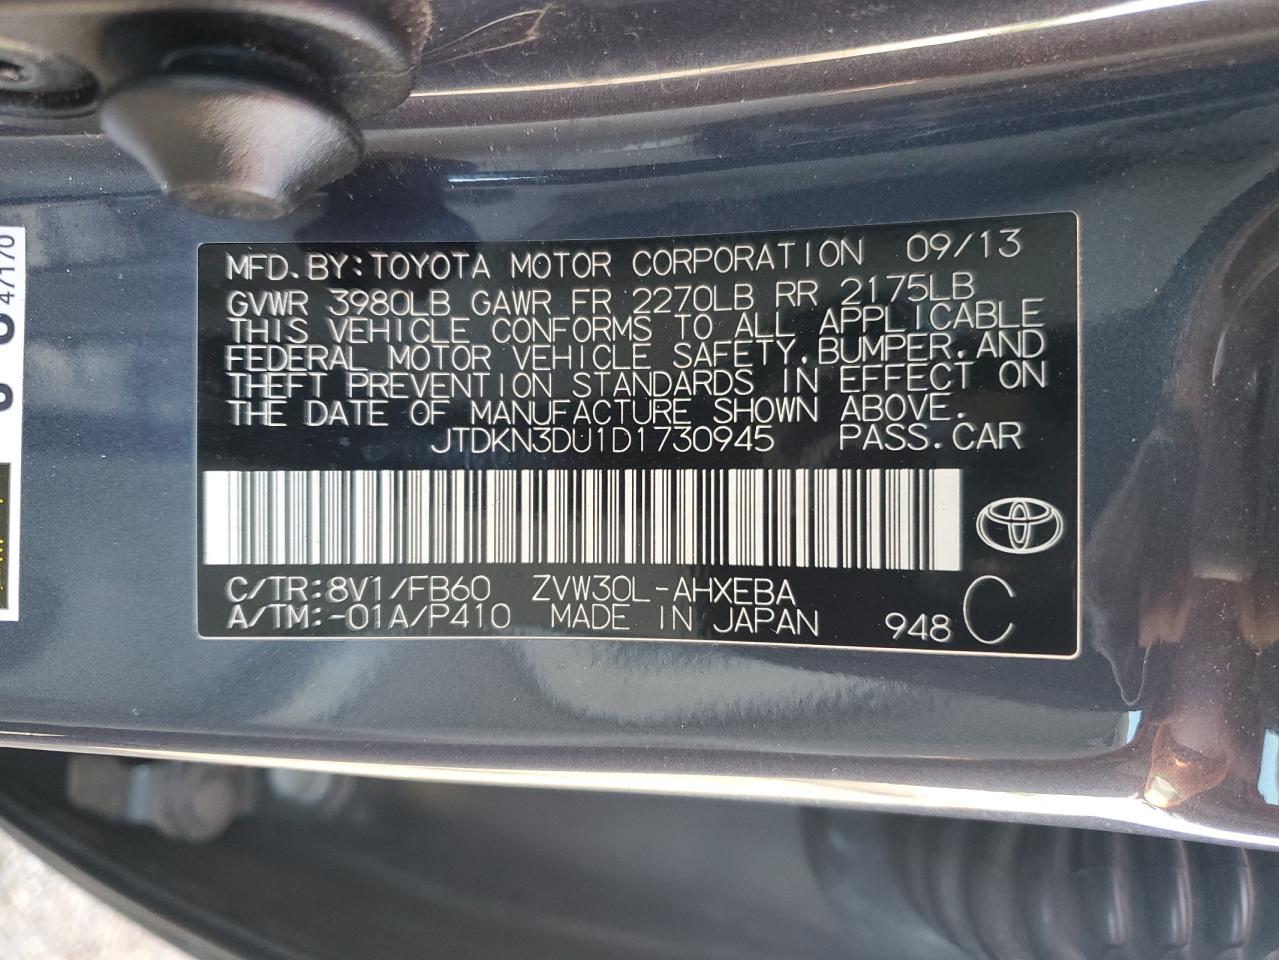 MFD.BY:TOYOTA MOTOR CORPORATION 09/13
GVWR 3980LB GAWR FR 2270LB RR 2175LB
THIS VEHICLE CONFORMS TO ALL APPLICABLE
FEDERAL MOTOR VEHICLE SAFETY,BUMPER,AND
THEFT PREVENTION STANDARDS IN EFFECT ON
THE DATE OF MANUFACTURE SHOWN ABOVE.
JTDKN3DU1D1730945 PASS.CAR
C/TR:8V1/FB60 ZVW30L-AHXEBA
A/TM:-01A/P410 MADE IN JAPAN 948 C
47170